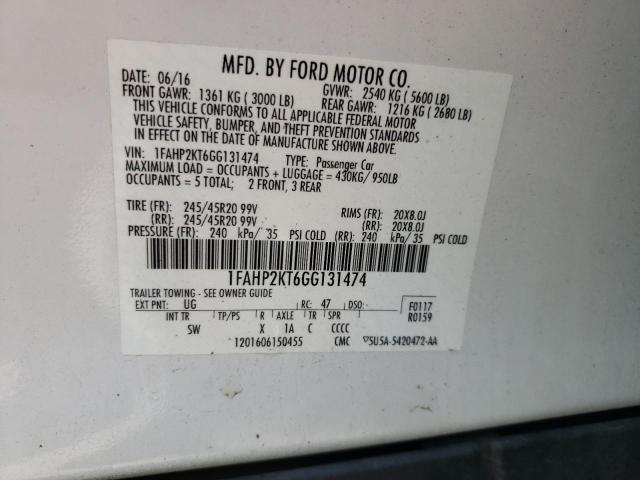 MFD. BY FORD MOTOR CO.
DATE: 06/16 GVWR: 2540 KG ( 5600 LB)
FRONT GAWR: 1361 KG ( 3000 LB) REAR GAWR: 1216 KG ( 2680 LB)
THIS VEHICLE CONFORMS TO ALL APPLICABLE FEDERAL MOTOR
VEHICLE SAFETY, BUMPER, AND THEFT PREVENTION STANDARDS
IN EFFECT ON THE DATE OF MANUFACTURE SHOWN ABOVE.
VIN: 1FAHP2KT6GG131474 TYPE: Passenger Car
MAXIMUM LOAD = OCCUPANTS + LUGGAGE = 430KG/ 950LB
OCCUPANTS = 5 TOTAL; 2 FRONT, 3 REAR
TIRE (FR): 245/45R20 99V RIMS (FR): 20X8.0J
(RR): 245/45R20 99V (RR): 20X8.0J
PRESSURE (FR): 240 kPa/ 35 PSI COLD (RR): 240 kPa/ 35 PSI COLD
1FAHP2KT6GG131474
TRAILER TOWING - SEE OWNER GUIDE
EXT PNT: UG RC: 47 DSO: F0117
INT TR TP/PS R AXLE TR SPR R0159
SW X 1A C CCCC
1201606150455 CMC 5U5A-5420472-AA